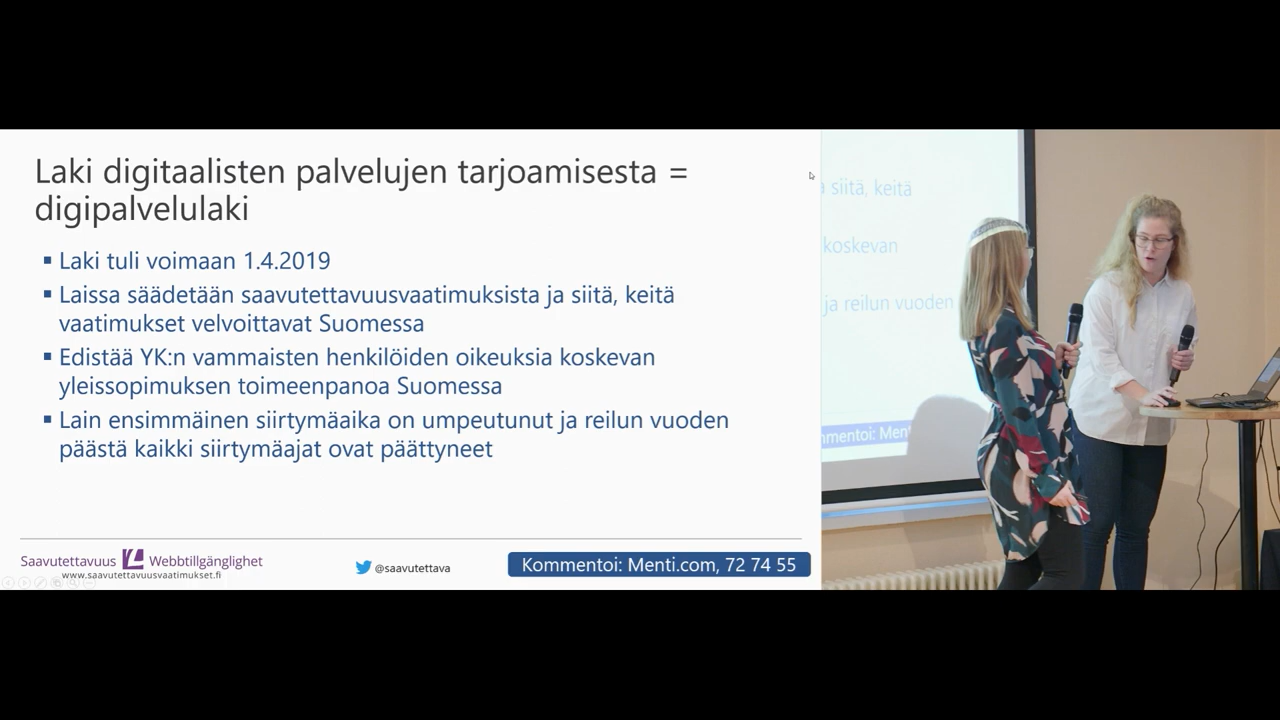 Laki digitaalisten palvelujen tarjoamisesta =
digipalvelulaki
▪ Laki tuli voimaan 1.4.2019
▪ Laissa säädetään saavutettavuusvaatimuksista ja siitä, keitä
vaatimukset velvoittavat Suomessa
▪ Edistää YK:n vammaisten henkilöiden oikeuksia koskevan
yleissopimuksen toimeenpanoa Suomessa
▪ Lain ensimmäinen siirtymäaika on umpeutunut ja reilun vuoden
päästä kaikki siirtymäajat ovat päättyneet
Saavutettavuus Webbtillgänglighet
www.saavutettavuusvaatimukset.fi
@saavutettava
Kommentoi: Menti.com, 72 74 55
siitä, keitä
koskevan
ja reilun vuoden